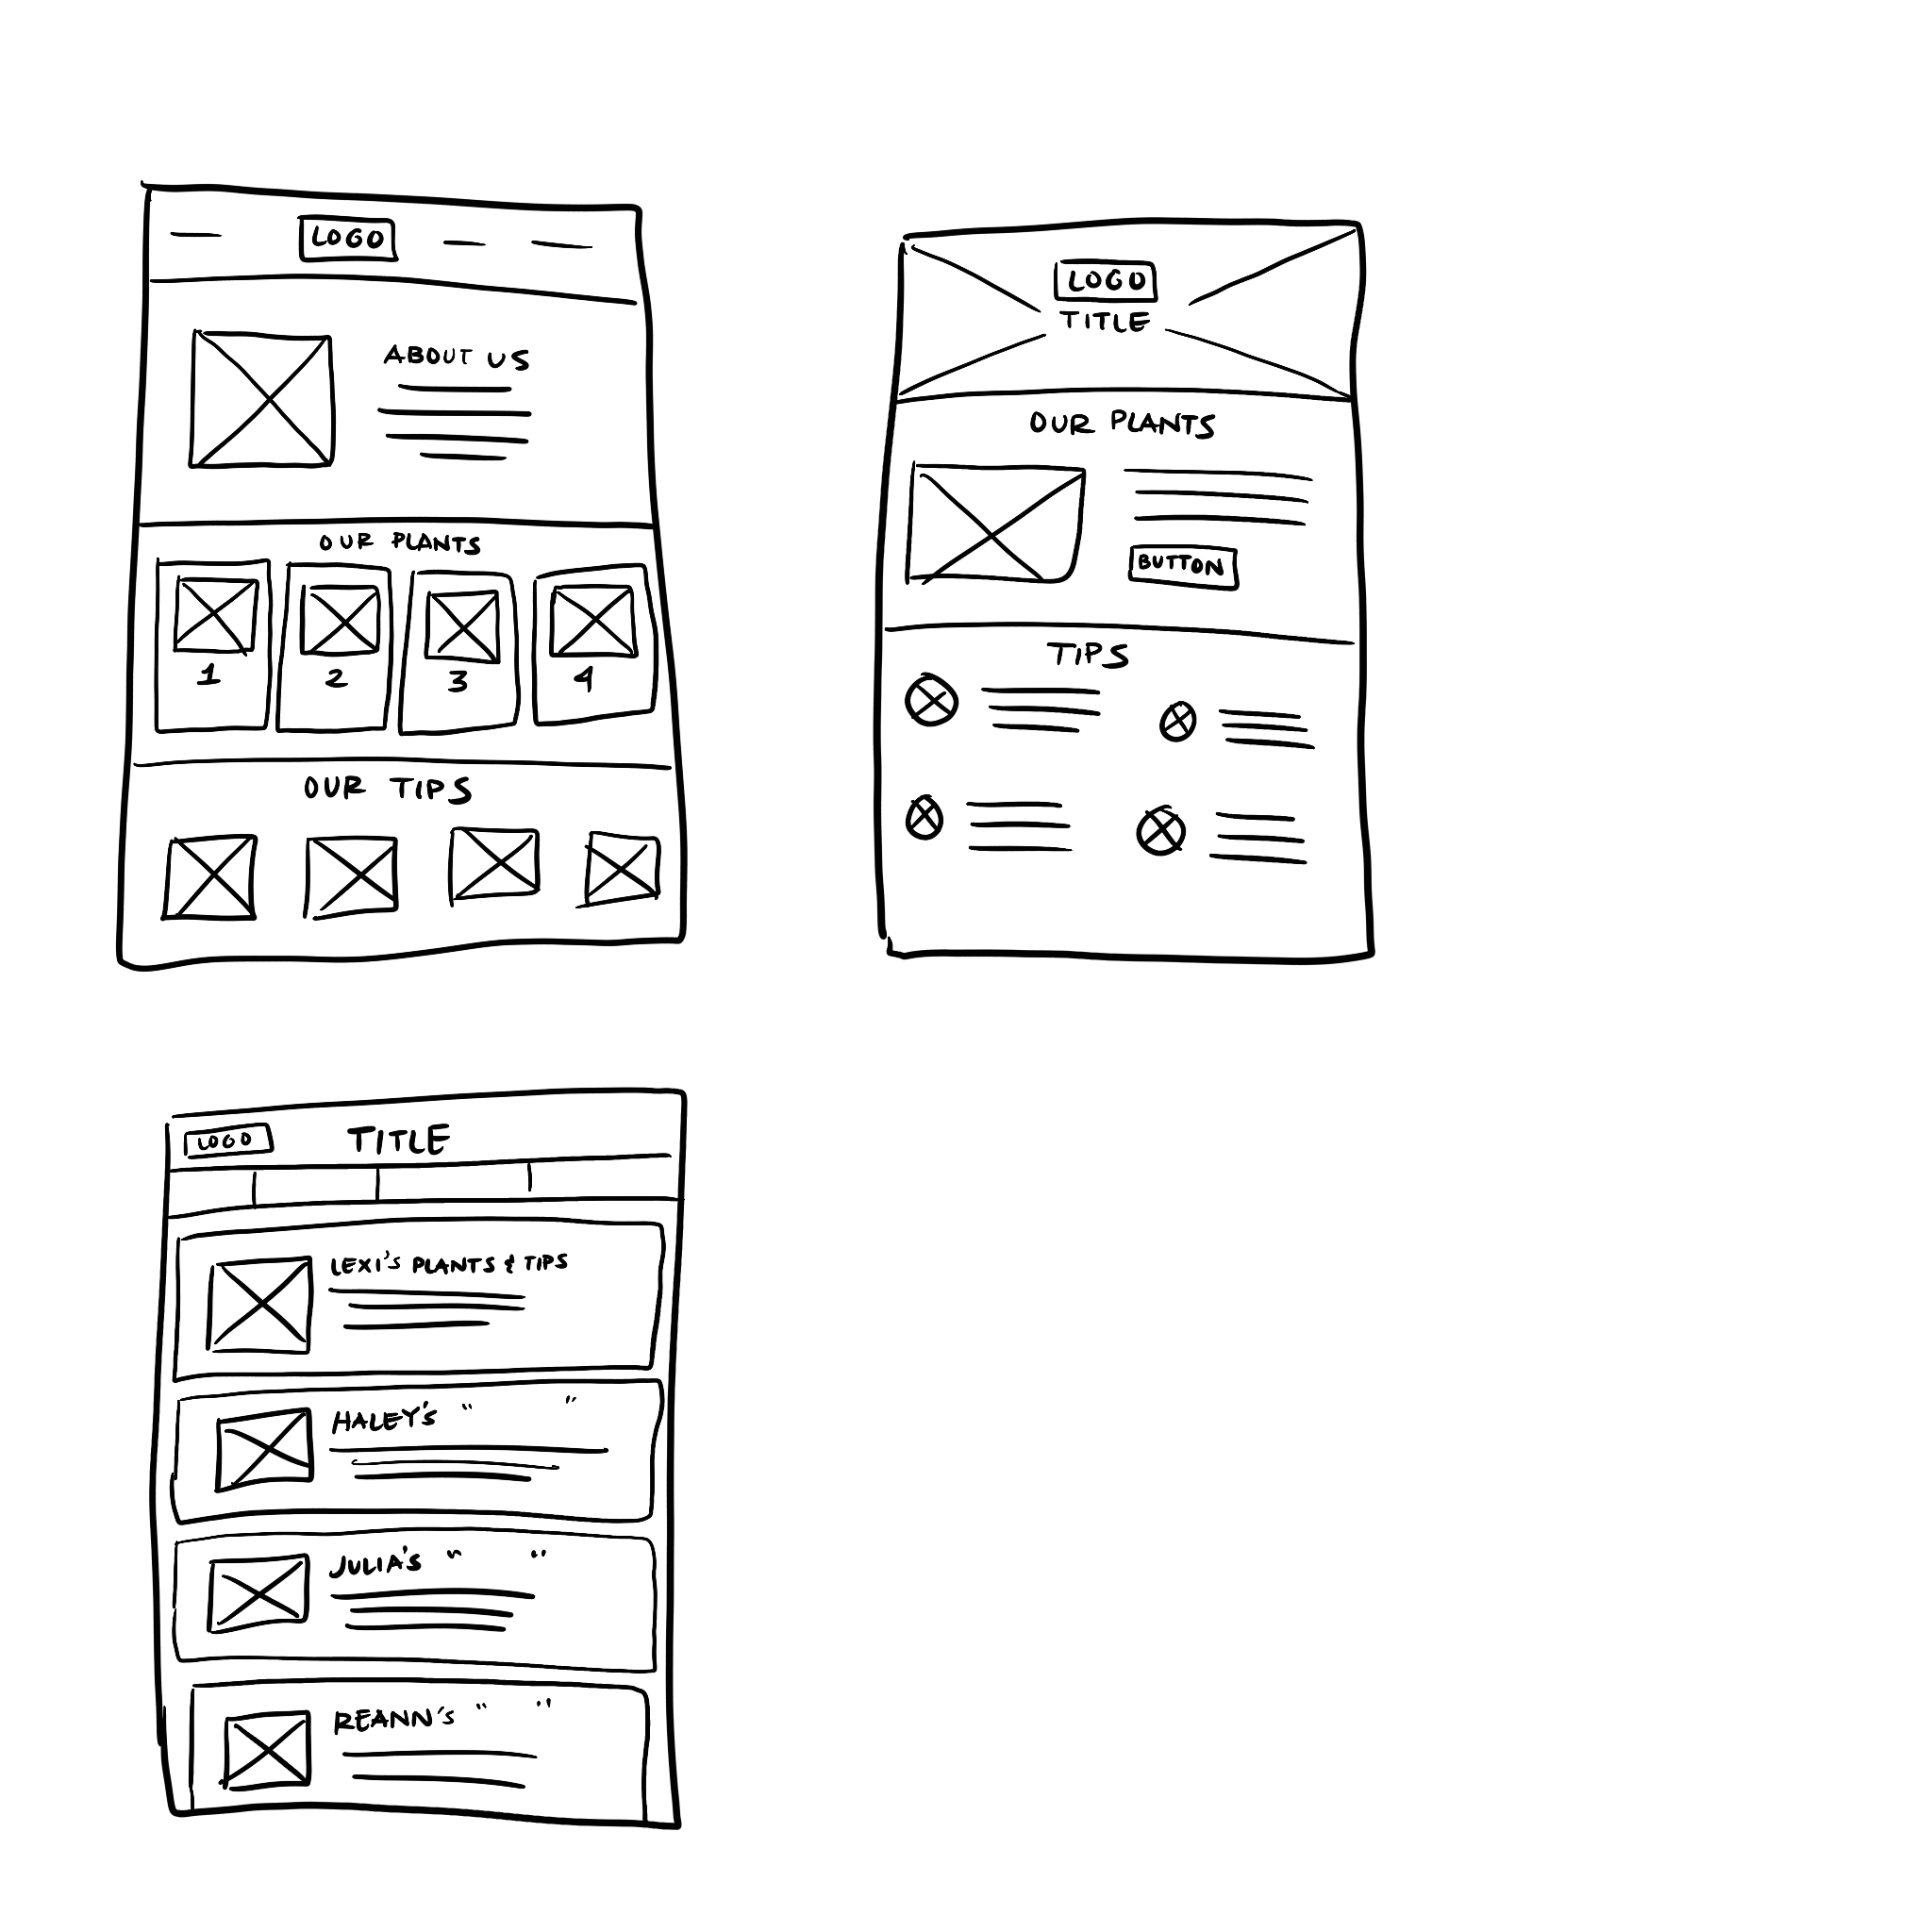 LOGO
ABOUT US
OUR PLANTS
1 2 3 4
OUR TIPS
LOGO
TITLE
OUR PLANTS
BUTTON
TIPS
LOGO TITLE
LEXI'S PLANTS & TIPS
HALEY'S " "
JULIA'S " "
REANN'S " "